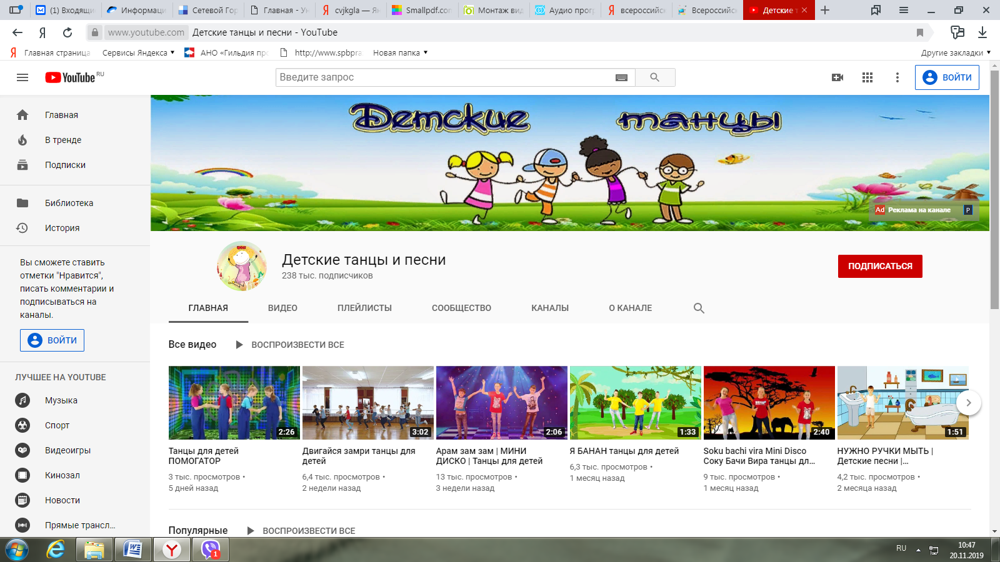 (1) Входящи
Информаци
Сетевой Гор
Главная - Ун
cvjkgla — Ян
Smallpdf.com
Монтаж вид
Аудио прог
всероссийск
Всероссийск
Детские т
www.youtube.com Детские танцы и песни - YouTube
Главная страница
Сервисы Яндекса
АНО «Гильдия про
http://www.spbpra
Новая папка
Другие закладки
YouTube RU
Введите запрос
ВОЙТИ
Главная
В тренде
Подписки
Библиотека
История
Вы сможете ставить
отметки "Нравится",
писать комментарии и
подписываться на
каналы.
ВОЙТИ
ЛУЧШЕЕ НА YOUTUBE
Музыка
Спорт
Видеоигры
Кинозал
Новости
Прямые трансл...
Детские танцы
Ad Реклама на канале P
Детские танцы и песни
238 тыс. подписчиков
ПОДПИСАТЬСЯ
ГЛАВНАЯ
ВИДЕО
ПЛЕЙЛИСТЫ
СООБЩЕСТВО
КАНАЛЫ
О КАНАЛЕ
Все видео
ВОСПРОИЗВЕСТИ ВСЕ
2:26
Танцы для детей
ПОМОГАТОР
3 тыс. просмотров •
5 дней назад
3:02
Двигайся замри танцы для
детей
6,4 тыс. просмотров •
2 недели назад
2:06
Арам зам зам | МИНИ
ДИСКО | Танцы для детей
13 тыс. просмотров •
3 недели назад
1:33
Я БАНАН танцы для детей
6,3 тыс. просмотров •
1 месяц назад
2:40
Soku bachi vira Mini Disco
Соку Бачи Вира танцы дл...
9 тыс. просмотров •
1 месяц назад
1:51
НУЖНО РУЧКИ МЫТЬ |
Детские песни |...
4,2 тыс. просмотров •
2 месяца назад
Популярные
ВОСПРОИЗВЕСТИ ВСЕ
1
RU
10:47
20.11.2019